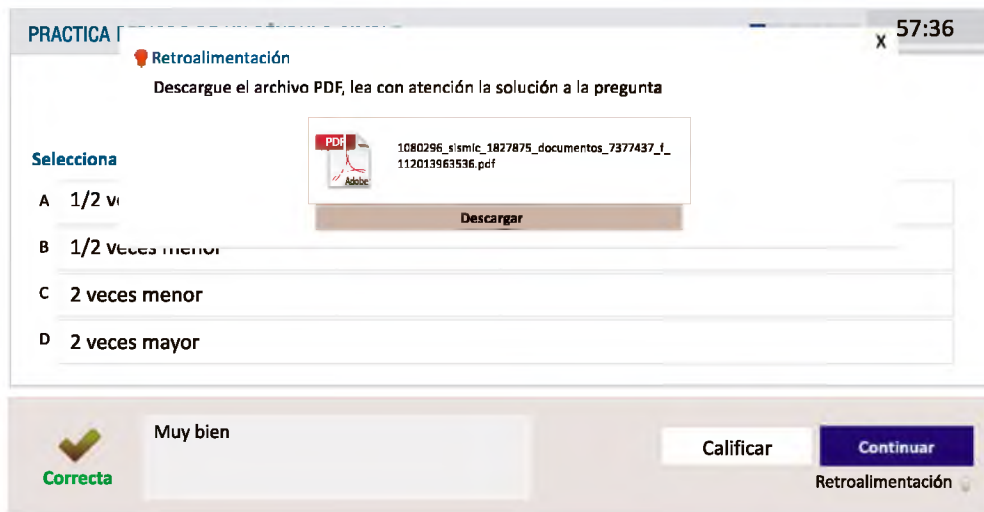 PRACTICA
57:36
X
Retroalimentación
Descargue el archivo PDF, lea con atención la solución a la pregunta
PDF
Adobe
1080296_sismic_1827875_documentos_7377437_f_
112013963536.pdf
Descargar
Selecciona
A 1/2
B 1/2 veces menor
C 2 veces menor
D 2 veces mayor
Muy bien
Correcta
Calificar
Continuar
Retroalimentación